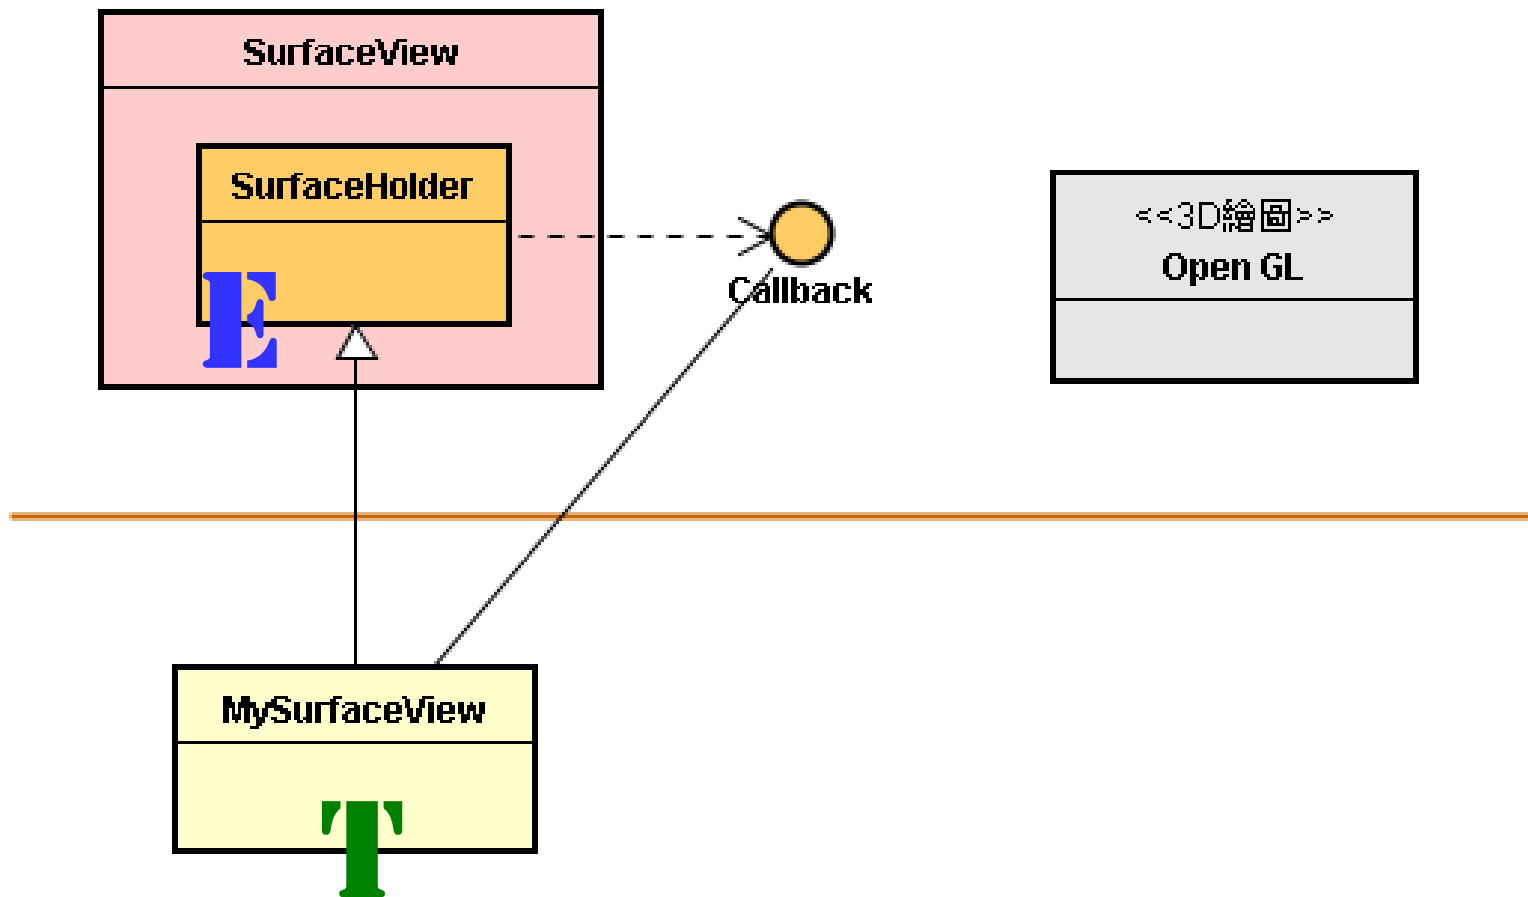 SurfaceView
SurfaceHolder
E
Callback
<<3D繪圖>>
Open GL
MySurfaceView
T